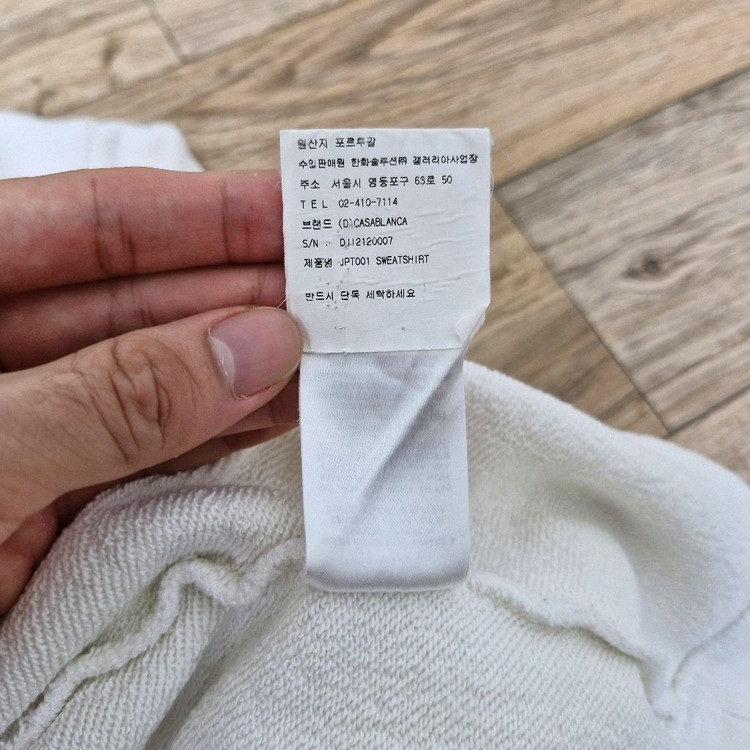 원산지 포르투갈
수입판매원 한화솔루션㈜ 갤러리아사업장
주소 서울시 영등포구 63로 50
TEL 02-410-7114
브랜드 (D)CASABLANCA
S/N : DJI2120007
제품명 JPT001 SWEATSHIRT
반드시 단독 세탁하세요